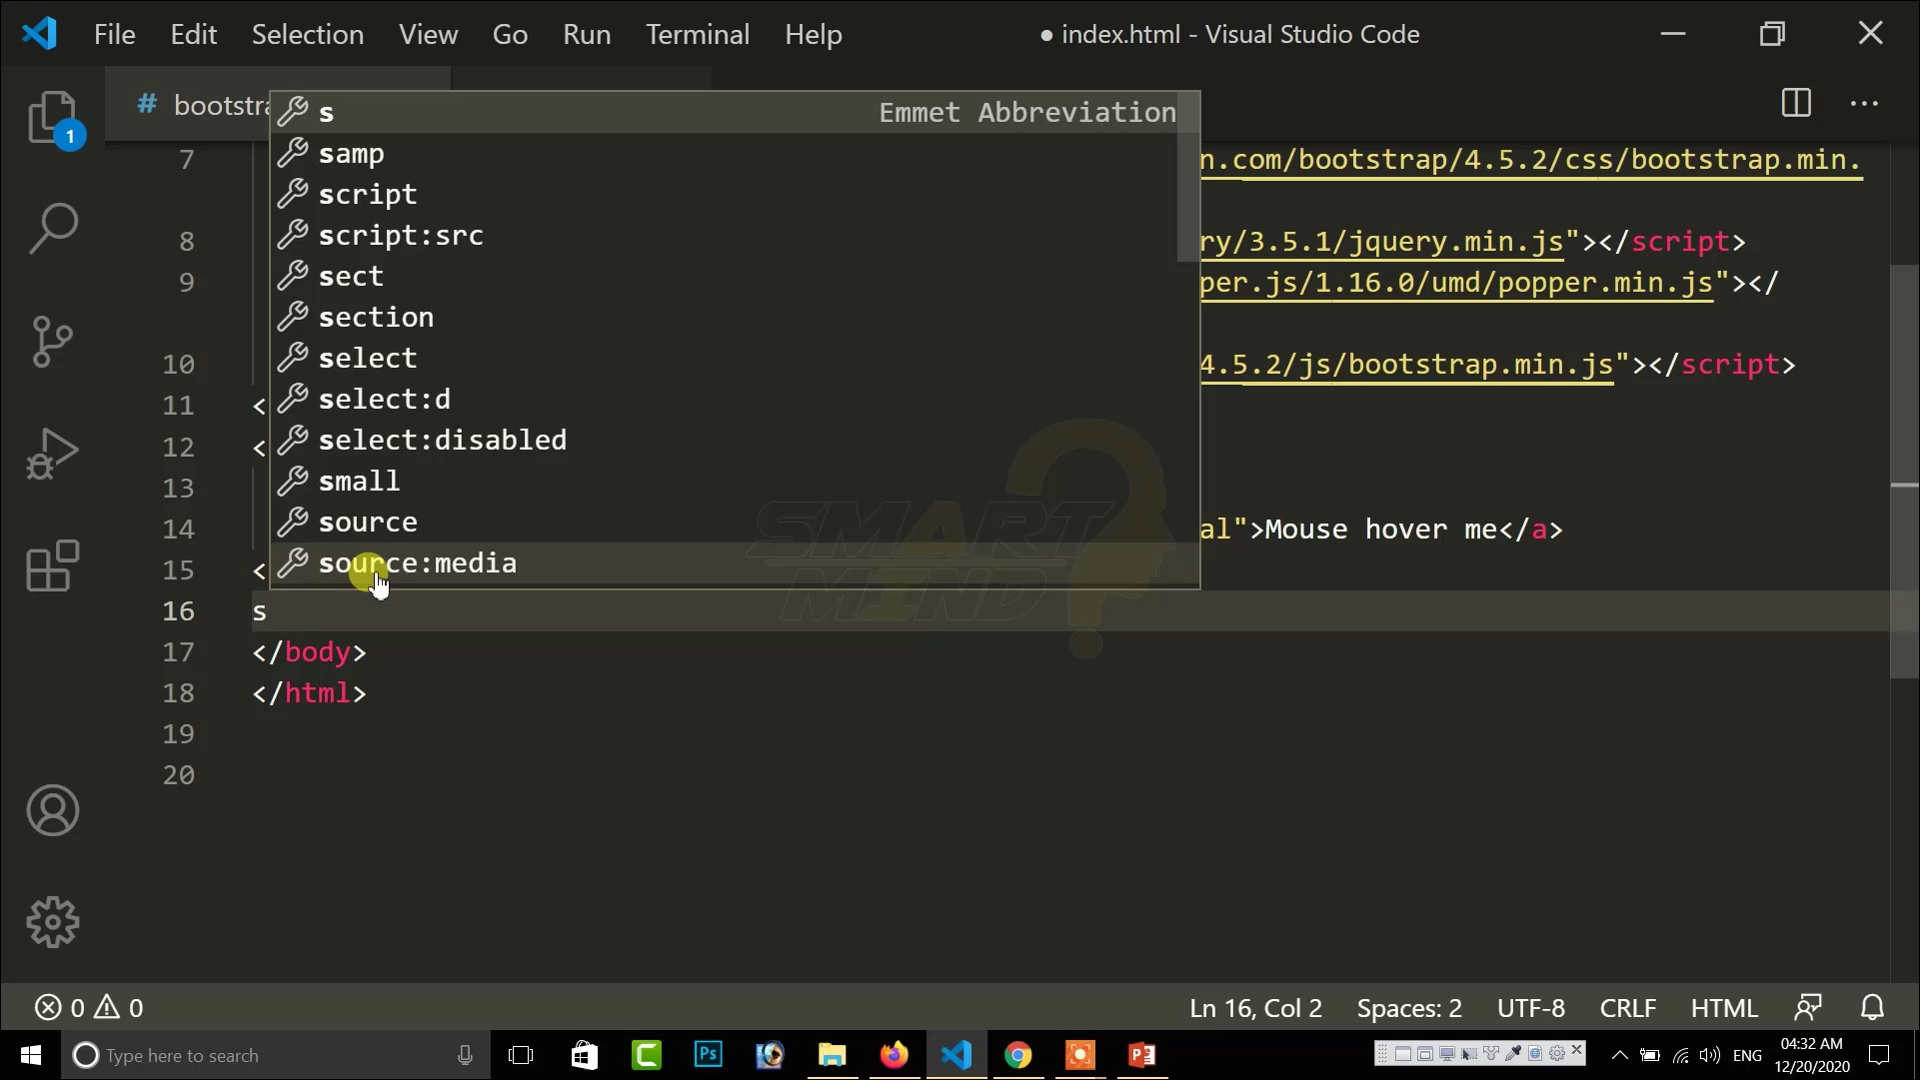 File Edit Selection View Go Run Terminal Help ● index.html - Visual Studio Code
1
# bootstra
s Emmet Abbreviation
samp
script
script:src
sect
section
select
select:d
select:disabled
small
source
source:media
7 n.com/bootstrap/4.5.2/css/bootstrap.min.
8 ry/3.5.1/jquery.min.js"></script>
9 per.js/1.16.0/umd/popper.min.js"></
10 4.5.2/js/bootstrap.min.js"></script>
11 <
12 <
13
14 al">Mouse hover me</a>
15 <
16 s
17 </body>
18 </html>
19
20
SMART
MIND
0 0 Ln 16, Col 2 Spaces: 2 UTF-8 CRLF HTML
Type here to search
Ps
ENG
04:32 AM
12/20/2020